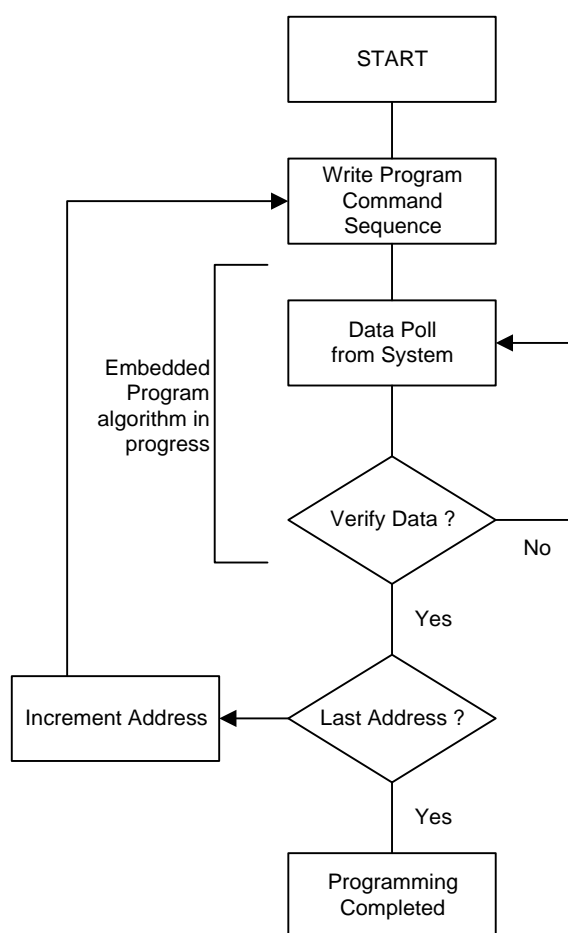 START
Write Program
Command
Sequence
Data Poll
from System
Embedded
Program
algorithm in
progress
Verify Data ?
No
Yes
Increment Address
Last Address ?
Yes
Programming
Completed